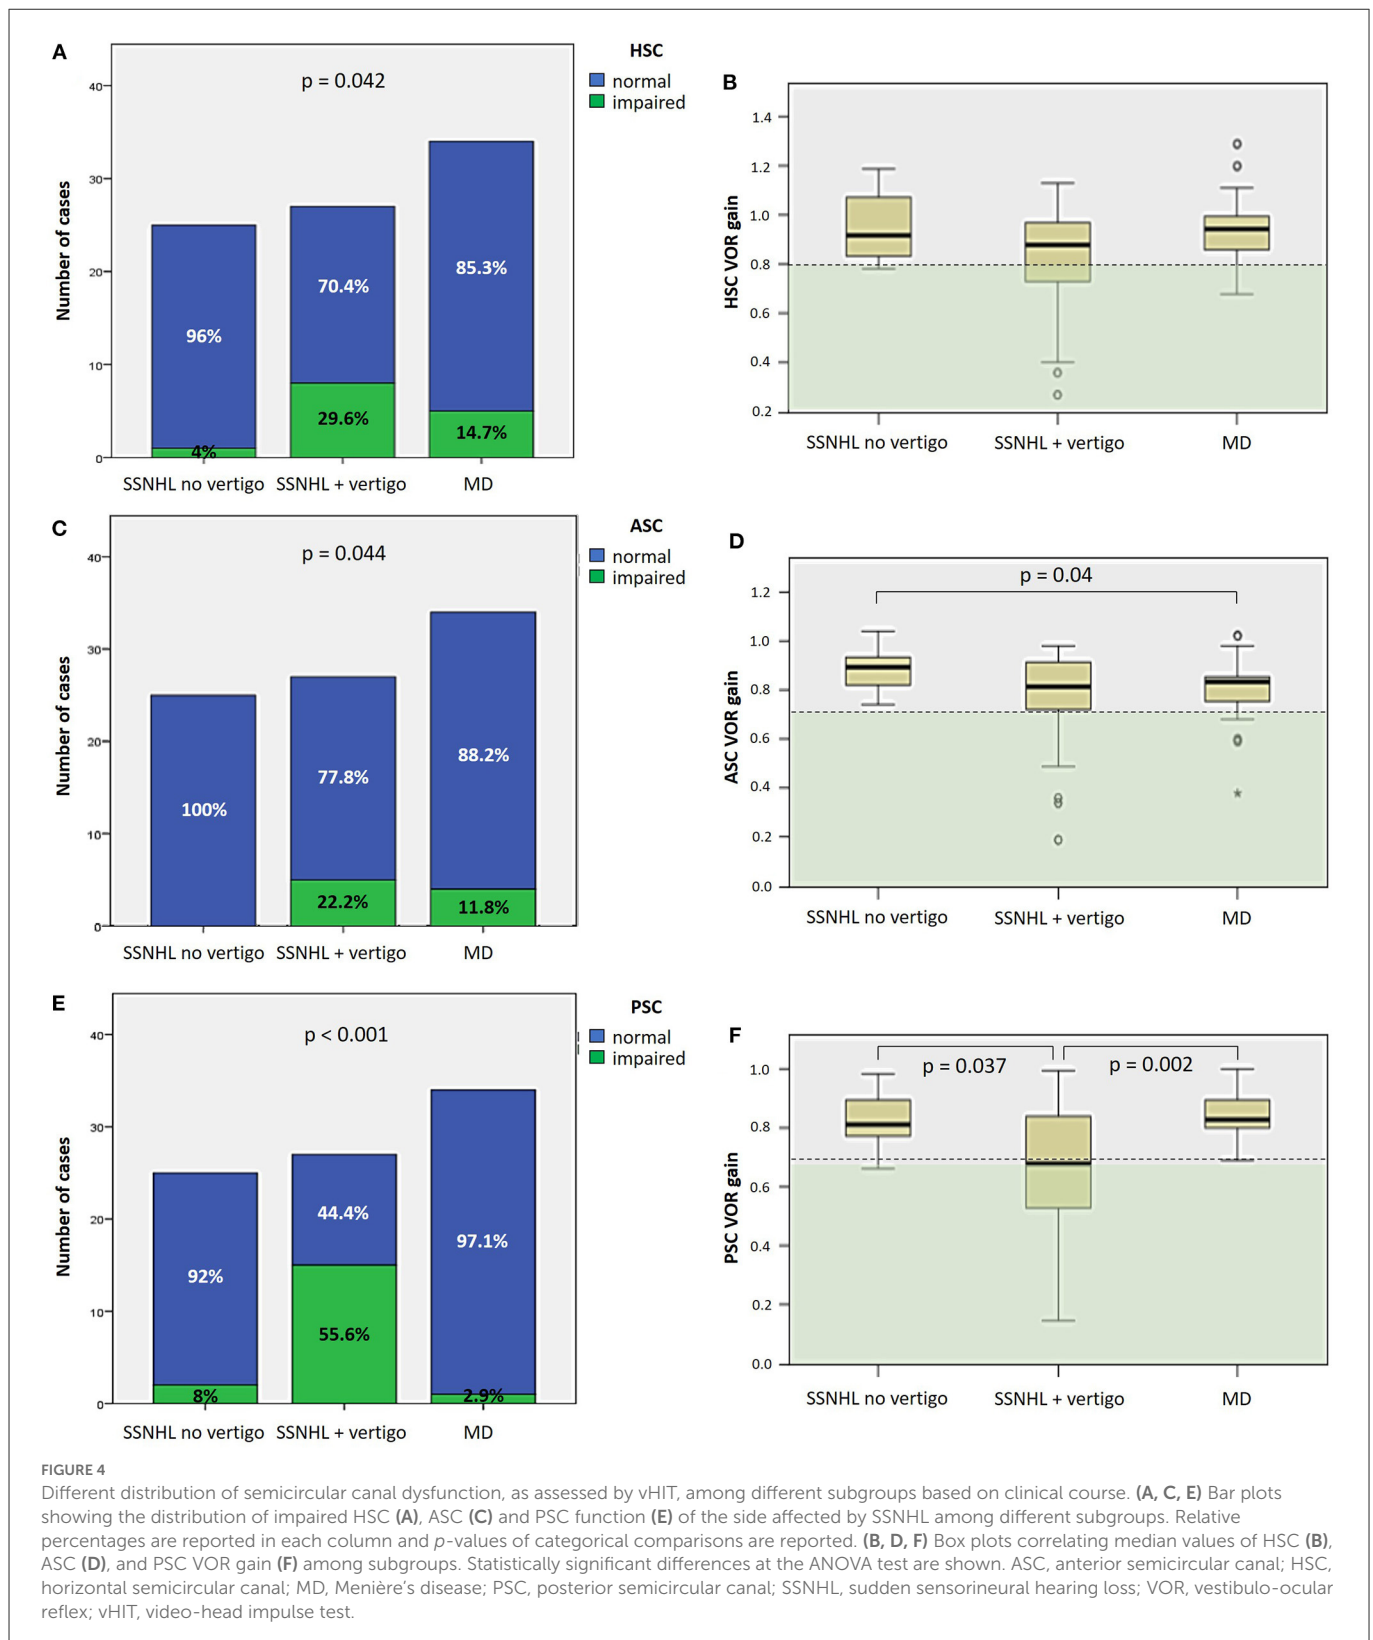 A
HSC
normal
impaired
p = 0.042
Number of cases
40
30
20
10
0
96%
4%
70.4%
29.6%
85.3%
14.7%
SSNHL no vertigo SSNHL + vertigo MD
B
HSC VOR gain
1.4
1.2
1.0
0.8
0.6
0.4
0.2
SSNHL no vertigo SSNHL + vertigo MD
C
ASC
normal
impaired
p = 0.044
Number of cases
40
30
20
10
0
100%
77.8%
22.2%
88.2%
11.8%
SSNHL no vertigo SSNHL + vertigo MD
D
p = 0.04
ASC VOR gain
1.2
1.0
0.8
0.6
0.4
0.2
0.0
SSNHL no vertigo SSNHL + vertigo MD
E
PSC
normal
impaired
p < 0.001
Number of cases
40
30
20
10
0
92%
8%
44.4%
55.6%
97.1%
2.9%
SSNHL no vertigo SSNHL + vertigo MD
F
p = 0.037 p = 0.002
PSC VOR gain
1.0
0.8
0.6
0.4
0.2
0.0
SSNHL no vertigo SSNHL + vertigo MD
FIGURE 4
Different distribution of semicircular canal dysfunction, as assessed by vHIT, among different subgroups based on clinical course. (A, C, E) Bar plots
showing the distribution of impaired HSC (A), ASC (C) and PSC function (E) of the side affected by SSNHL among different subgroups. Relative
percentages are reported in each column and p-values of categorical comparisons are reported. (B, D, F) Box plots correlating median values of HSC (B),
ASC (D), and PSC VOR gain (F) among subgroups. Statistically significant differences at the ANOVA test are shown. ASC, anterior semicircular canal; HSC,
horizontal semicircular canal; MD, Menière's disease; PSC, posterior semicircular canal; SSNHL, sudden sensorineural hearing loss; VOR, vestibulo-ocular
reflex; vHIT, video-head impulse test.